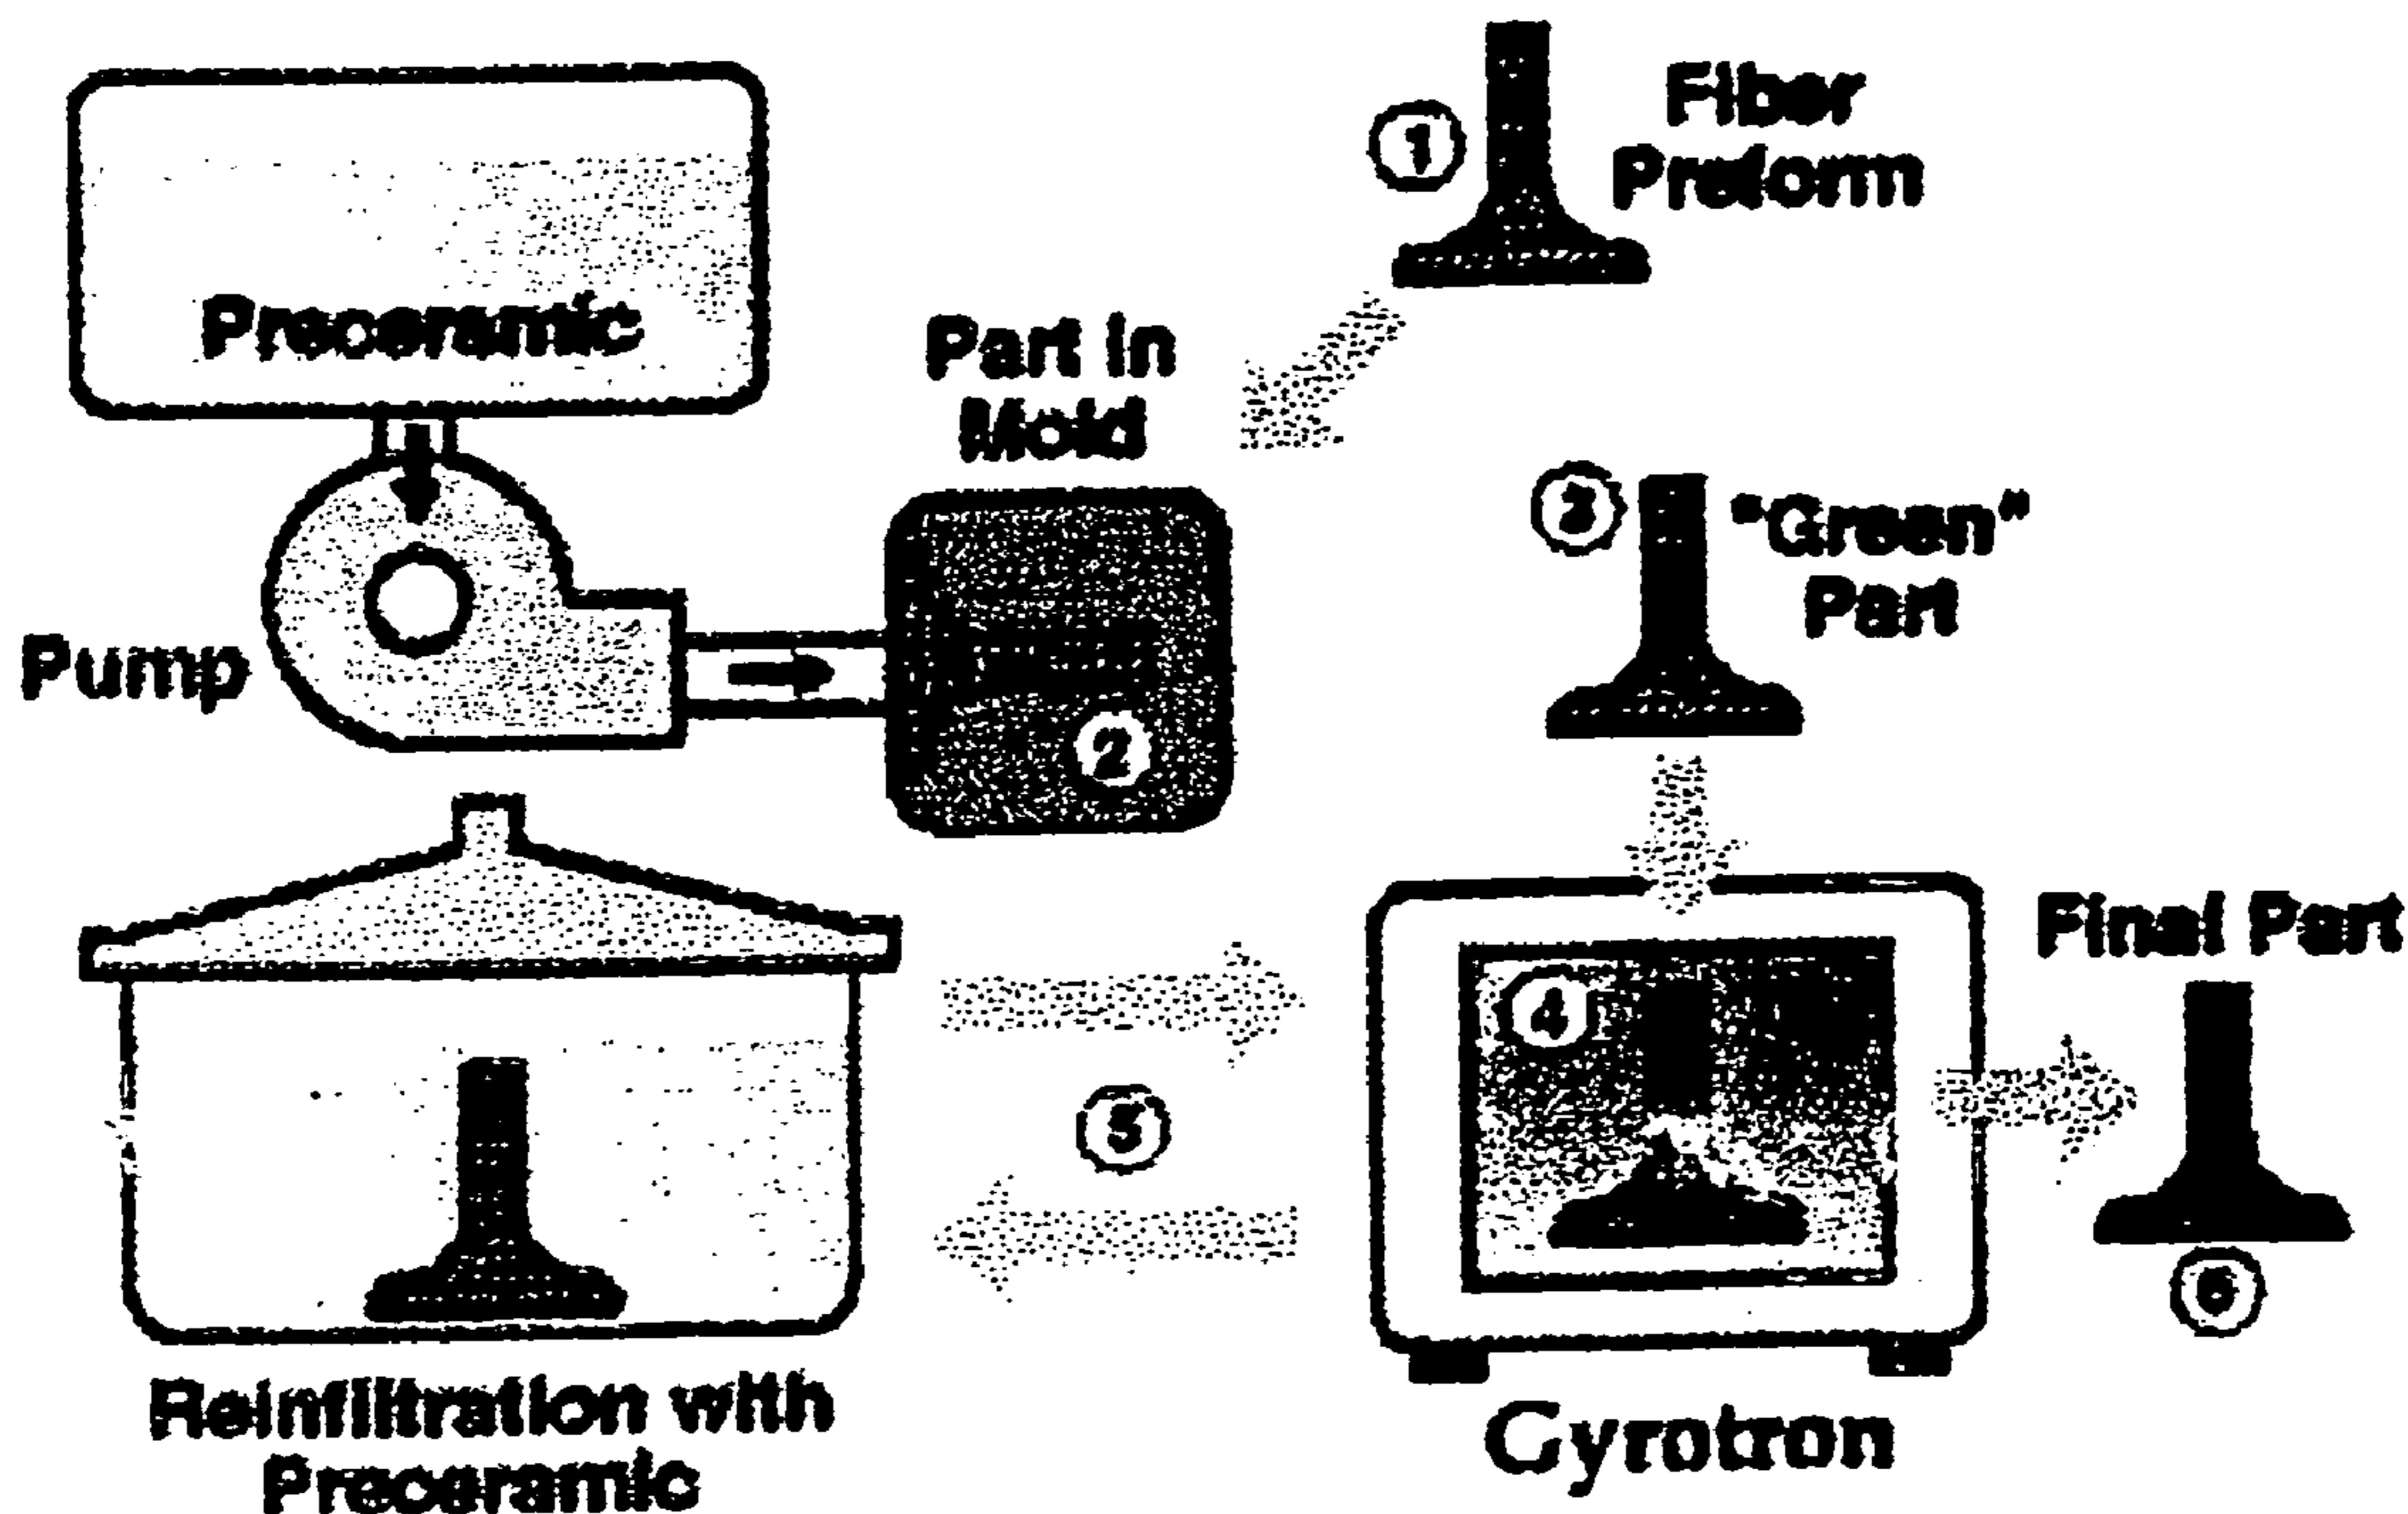 Preceramic
Pump
Part in
Mold
2
1
Fiber
Preform
3
"Green"
Part
4
Gyrotron
5
Reinfiltration with
Preceramic
Final Part
6